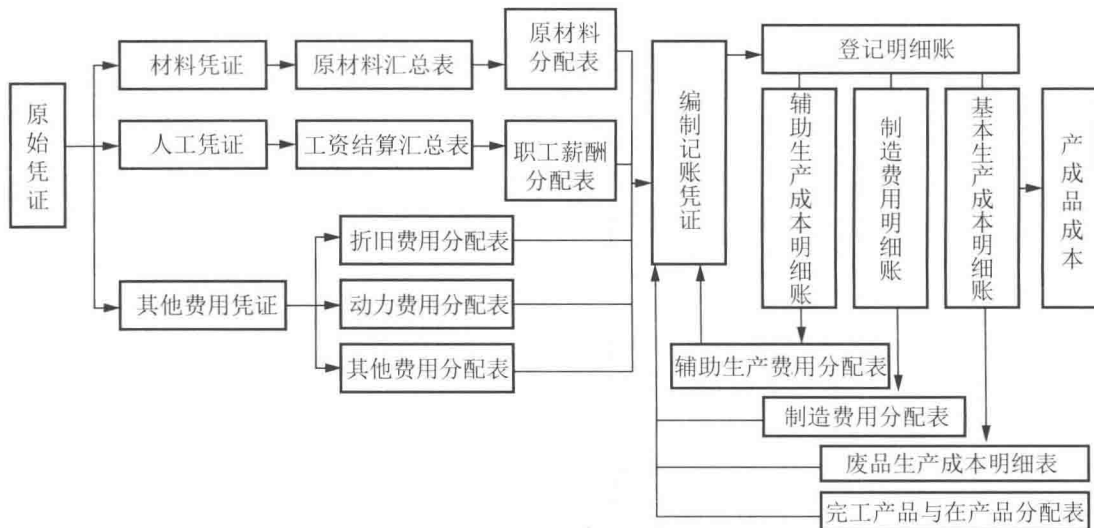 原始凭证
材料凭证
原材料汇总表
原材料
分配表
人工凭证
工资结算汇总表
职工薪酬
分配表
其他费用凭证
折旧费用分配表
动力费用分配表
其他费用分配表
编制记账凭证
登记明细账
辅助生产成本明细账
制造费用明细账
基本生产成本明细账
产成品成本
辅助生产费用分配表
制造费用分配表
废品生产成本明细表
完工产品与在产品分配表